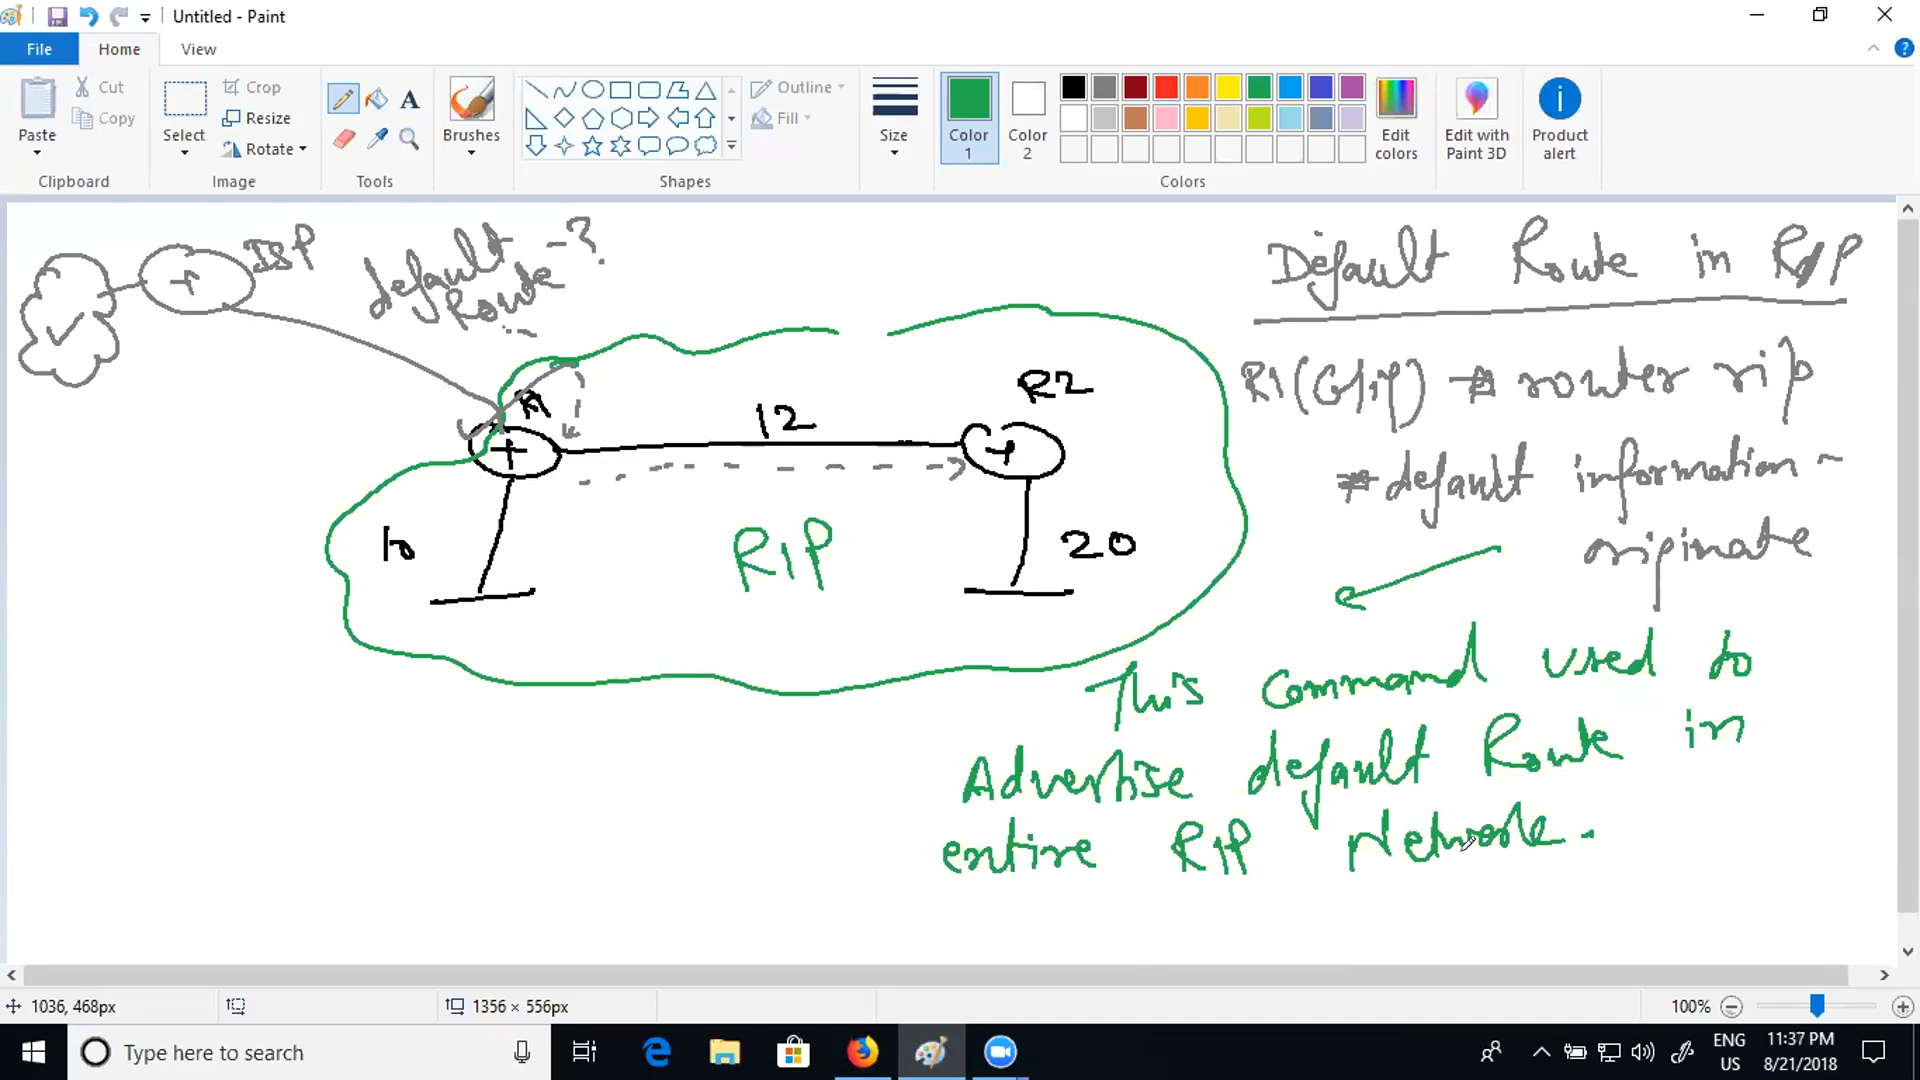 Untitled - Paint
File Home View
Paste
Cut
Copy
Clipboard
Select
Crop
Resize
Rotate
Image
Tools
Brushes
Shapes
Outline
Fill
Size
Color 1
Color 2
Edit colors
Colors
Edit with Paint 3D
Product alert
ISP
default Route -?
R1
12
R2
10
RIP
20
Default Route in RIP
R1(Config) # router rip
# default information -
originate
This command used to
Advertise default Route in
entire RIP Network.
1036, 468px
1356 × 556px
100%
Type here to search
ENG
US
11:37 PM
8/21/2018